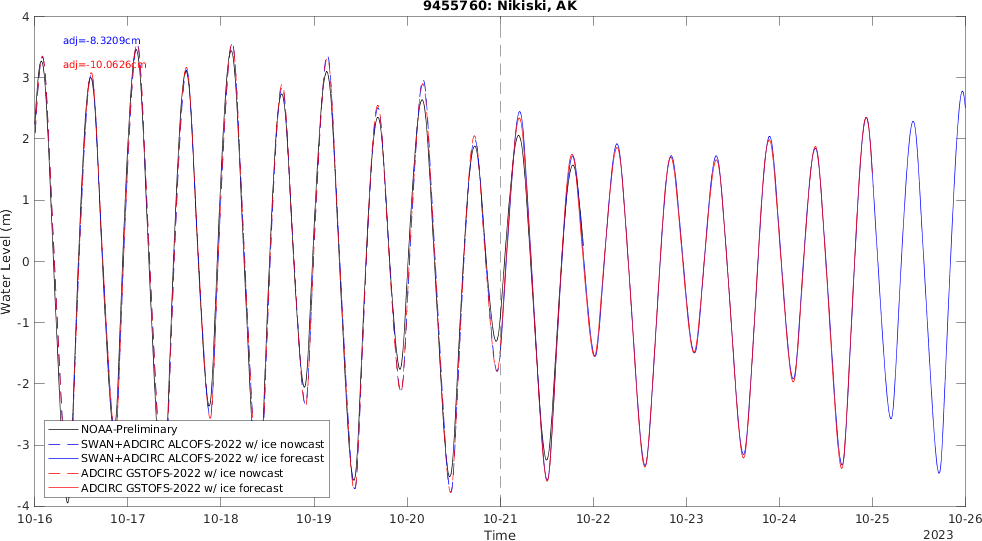 9455760: Nikiski, AK
adj=-8.3209cm
adj=-10.0626cm
Water Level (m)
4
3
2
1
0
-1
-2
-3
-4
NOAA-Preliminary
SWAN+ADCIRC ALCOFS-2022 w/ ice nowcast
SWAN+ADCIRC ALCOFS-2022 w/ ice forecast
ADCIRC GSTOFS-2022 w/ ice nowcast
ADCIRC GSTOFS-2022 w/ ice forecast
10-16 10-17 10-18 10-19 10-20 10-21 10-22 10-23 10-24 10-25 10-26
Time
2023